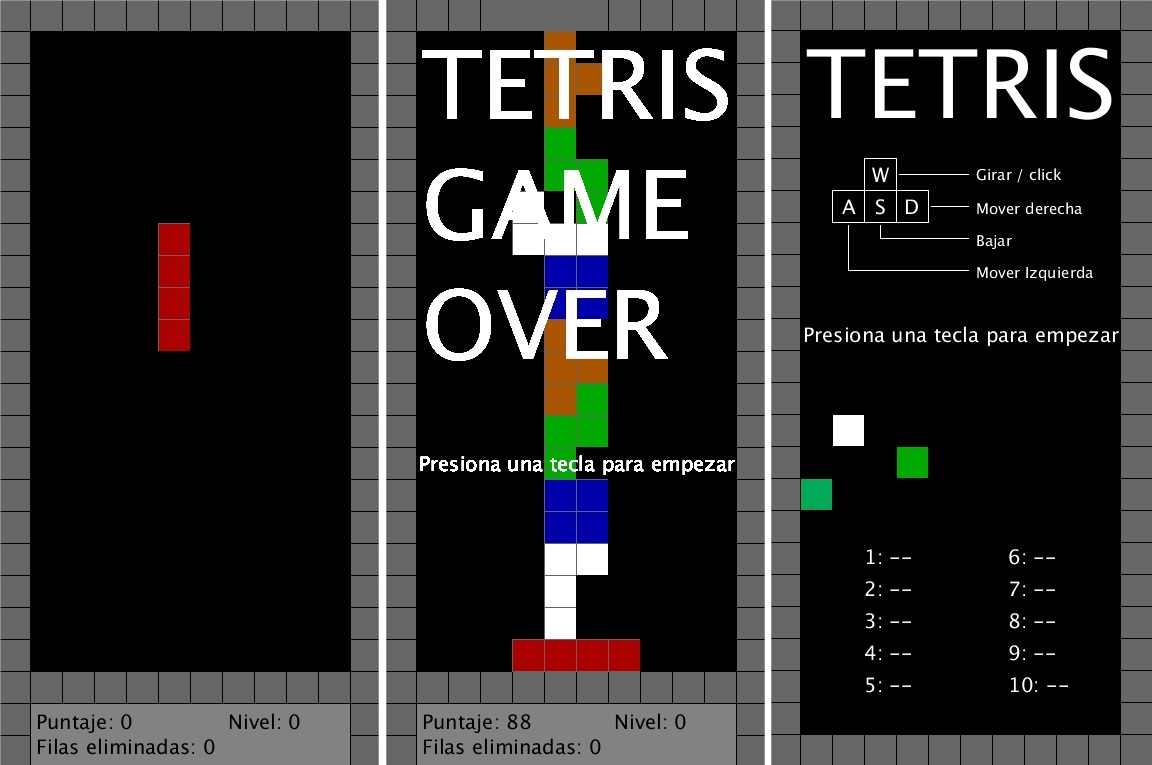 Puntaje: 0 Nivel: 0
Filas eliminadas: 0
TETRIS
GAME
OVER
Presiona una tecla para empezar
Puntaje: 88 Nivel: 0
Filas eliminadas: 0
TETRIS
W Girar / click
A S D Mover derecha
Bajar
Mover Izquierda
Presiona una tecla para empezar
1: -- 6: --
2: -- 7: --
3: -- 8: --
4: -- 9: --
5: -- 10: --